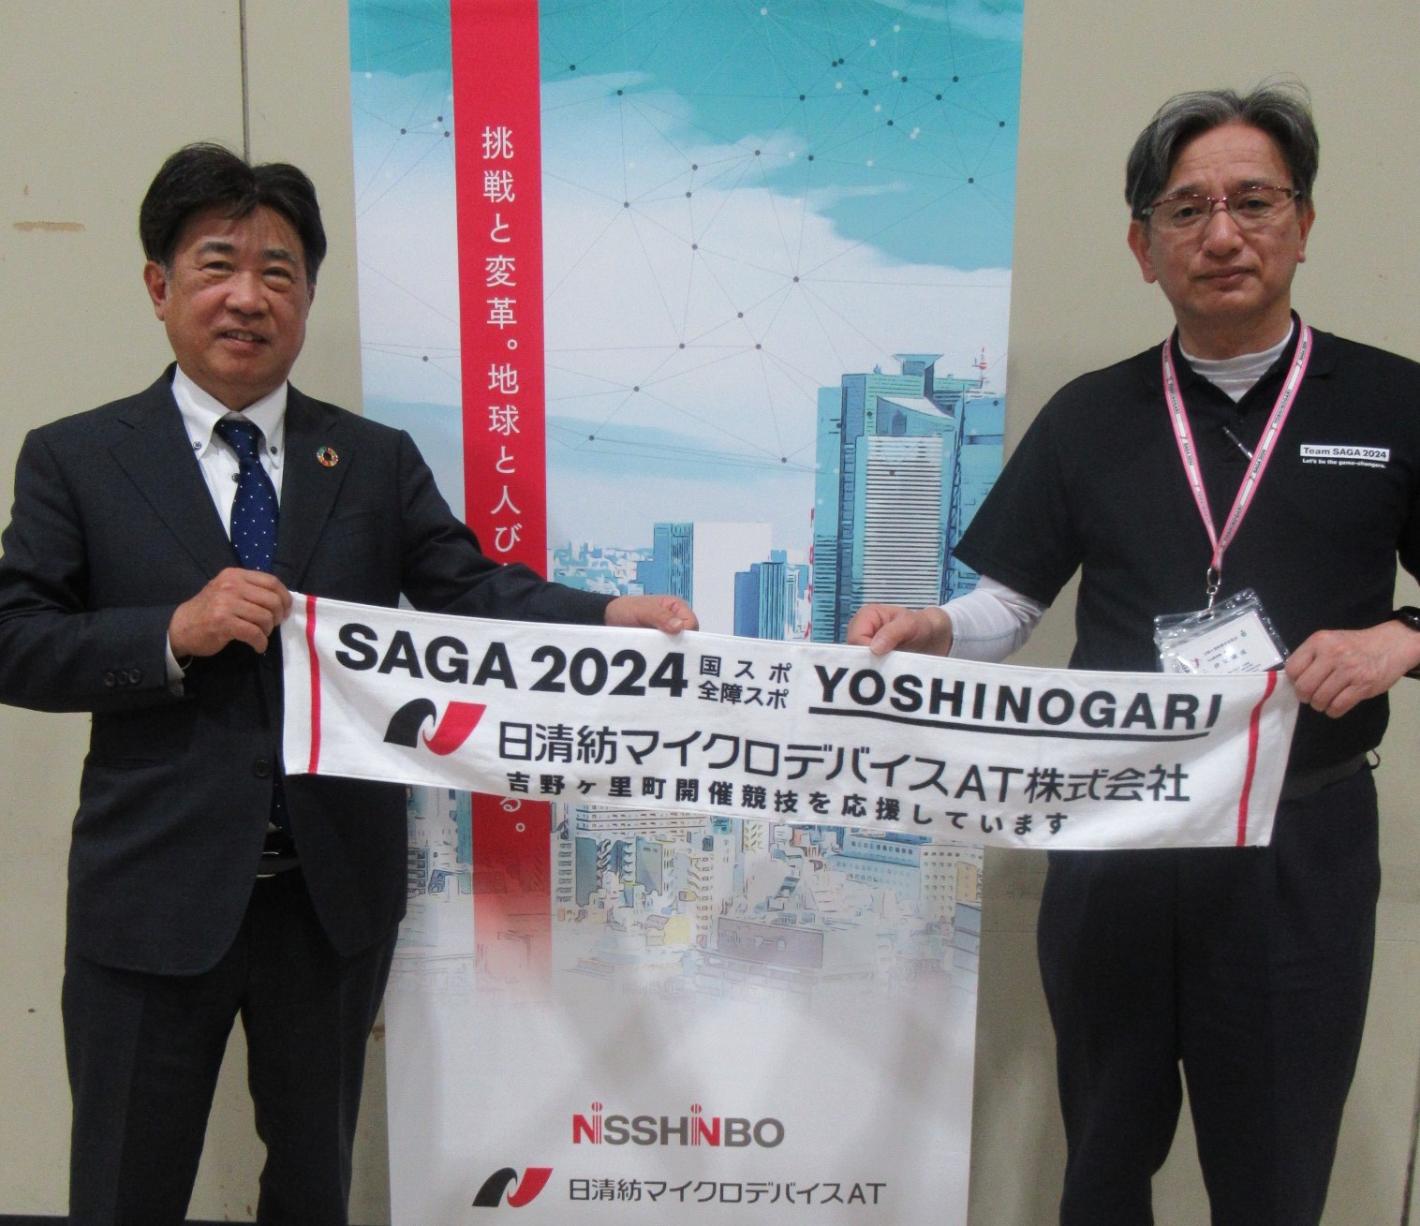 挑戦と変革。地球と人び
る。
Team SAGA 2024
Let's be the game-changers.
SAGA 2024 国スポ 全障スポ YOSHINOGARI
日清紡マイクロデバイスAT株式会社
吉野ヶ里町開催競技を応援しています
NISSHINBO
日清紡マイクロデバイスAT